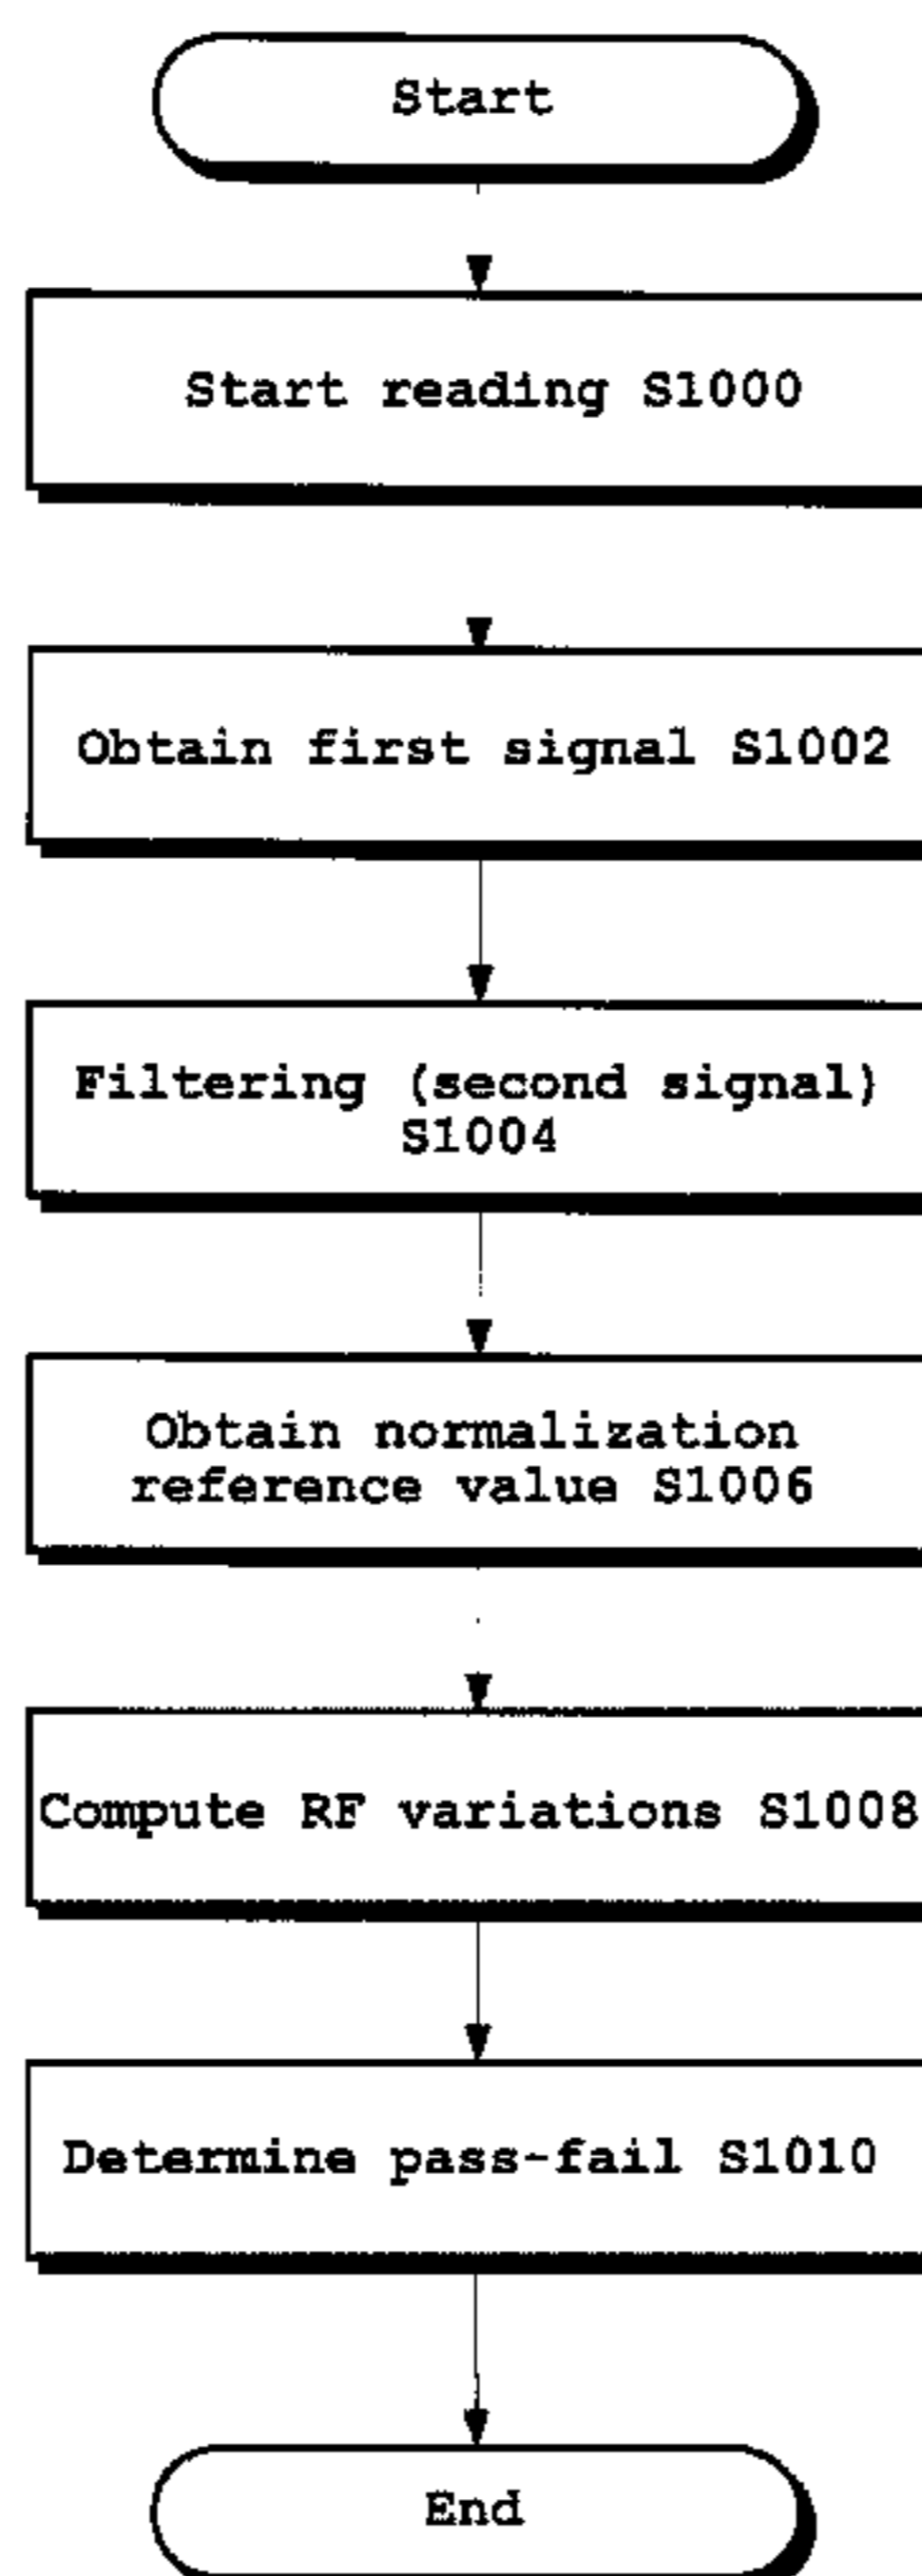 Start
Start reading S1000
Obtain first signal S1002
Filtering (second signal)
S1004
Obtain normalization
reference value S1006
Compute RF variations S1008
Determine pass-fail S1010
End